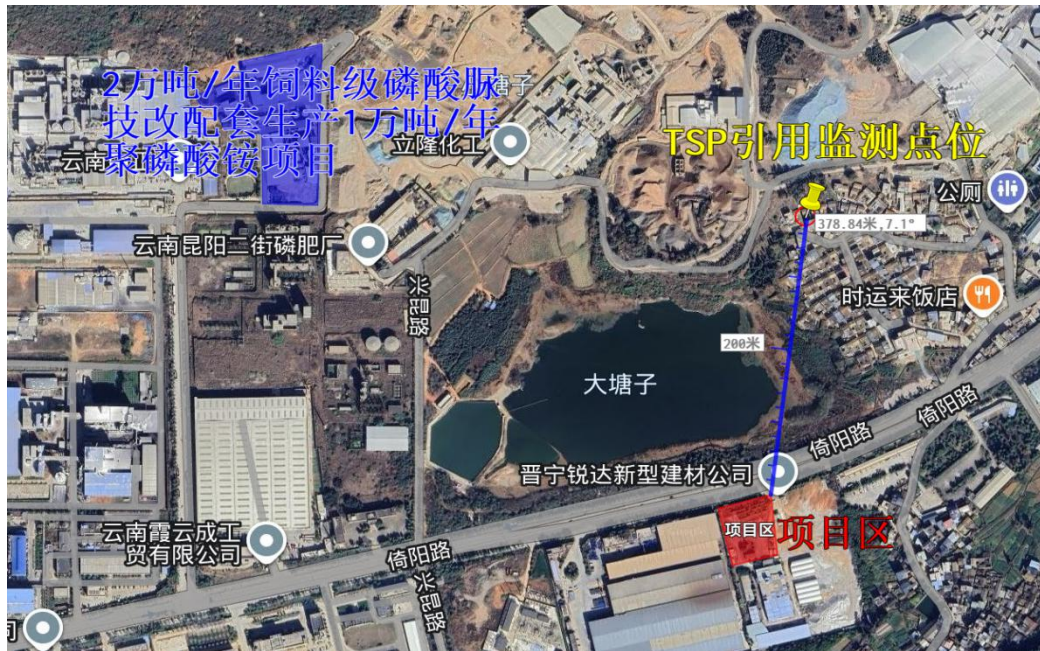 2万吨/年饲料级磷酸脲
技改配套生产1万吨/年
聚磷酸铵项目
塘子
云南
立隆化工
TSP引用监测点位
公厕
378.84米,7.1°
云南昆阳二街磷肥厂
兴昆路
时运来饭店
200米
大塘子
倚阳路
倚阳路
晋宁锐达新型建材公司
项目区
项目区
云南霞云成工
贸有限公司
倚阳路
兴昆路
司